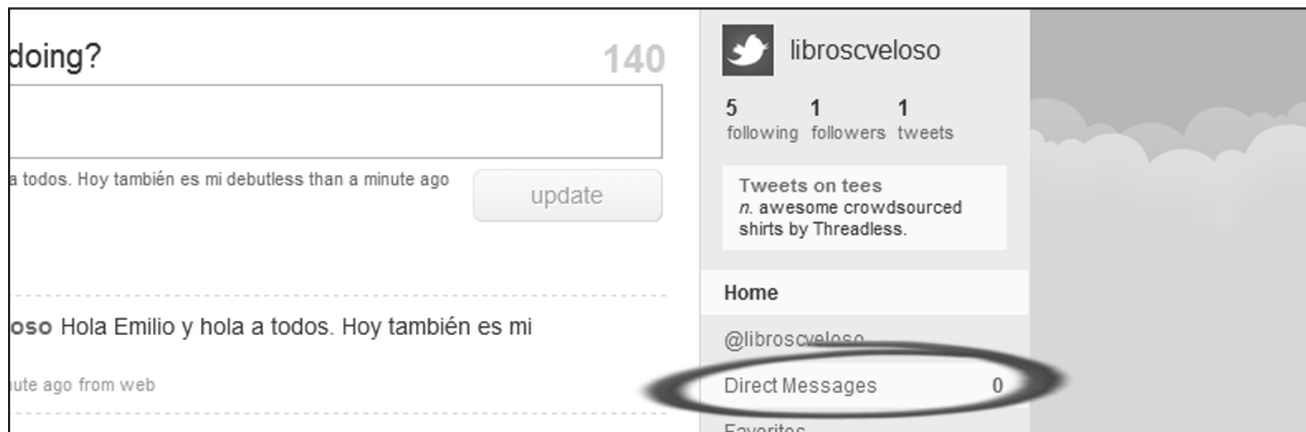 doing?
140
a todos. Hoy también es mi debutless than a minute ago
update
oso Hola Emilio y hola a todos. Hoy también es mi
ute ago from web
libroscveloso
5 1 1
following followers tweets
Tweets on tees
n. awesome crowdsourced
shirts by Threadless.
Home
@libroscveloso
Direct Messages 0
Favorites